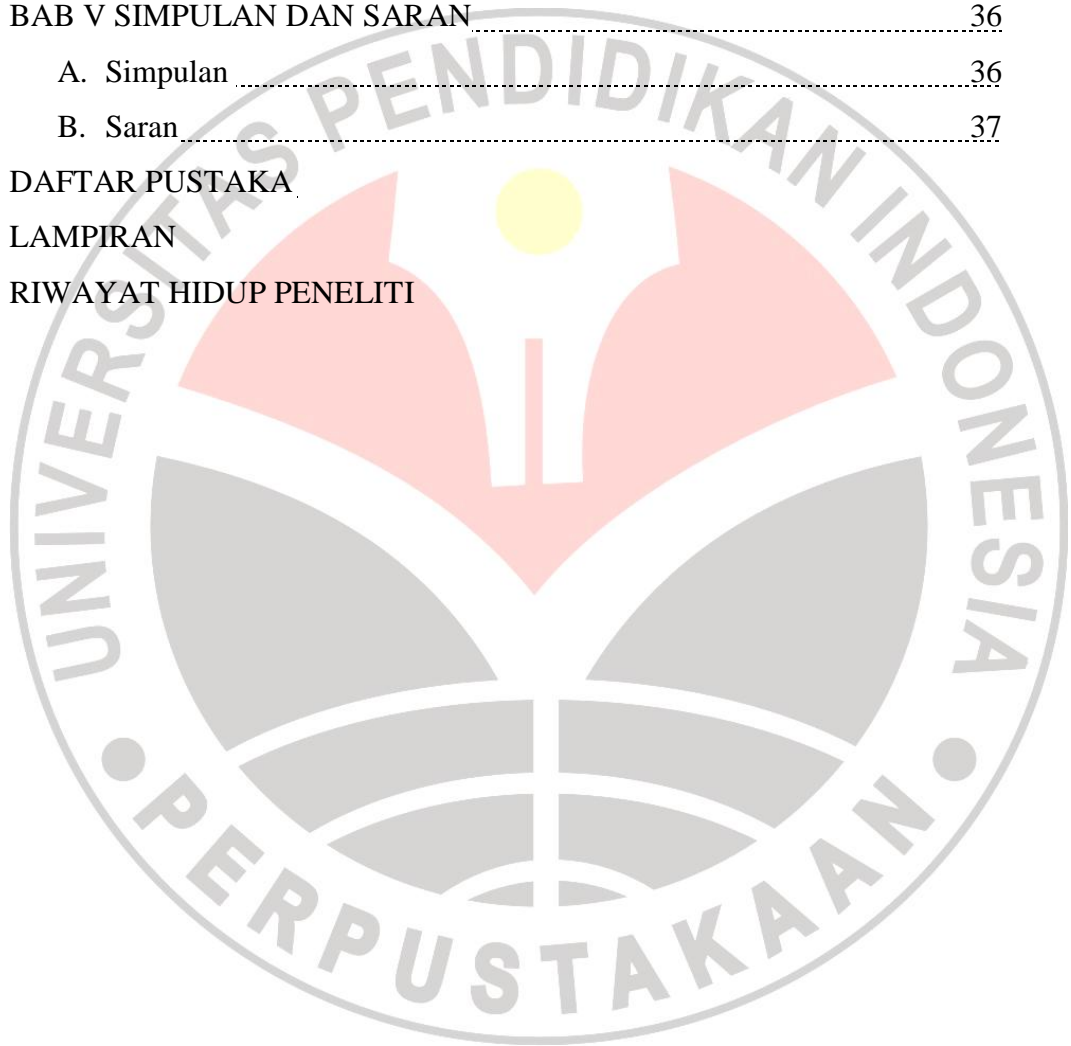 BAB V SIMPULAN DAN SARAN 36
A. Simpulan 36
B. Saran 37
DAFTAR PUSTAKA
LAMPIRAN
RIWAYAT HIDUP PENELITI
UNIVERSITAS PENDIDIKAN INDONESIA
PERPUSTAKAAN